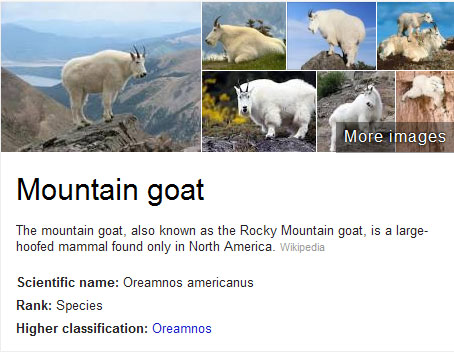 More images
Mountain goat
The mountain goat, also known as the Rocky Mountain goat, is a large-
hoofed mammal found only in North America. Wikipedia
Scientific name: Oreamnos americanus
Rank: Species
Higher classification: Oreamnos